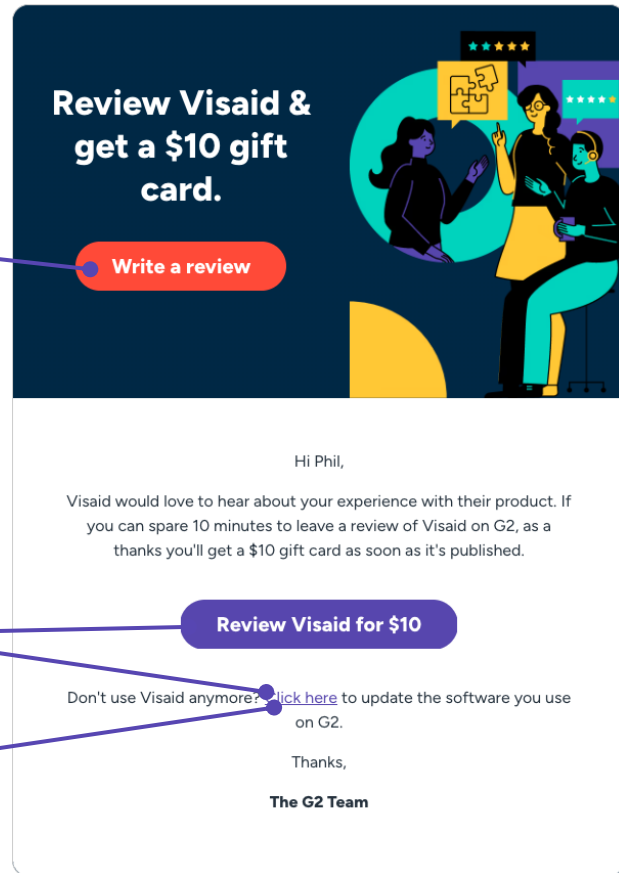 Review Visaid &
get a $10 gift
card.
Write a review
Hi Phil,
Visaid would love to hear about your experience with their product. If
you can spare 10 minutes to leave a review of Visaid on G2, as a
thanks you'll get a $10 gift card as soon as it's published.
Review Visaid for $10
Don't use Visaid anymore? Click here to update the software you use
on G2.
Thanks,
The G2 Team